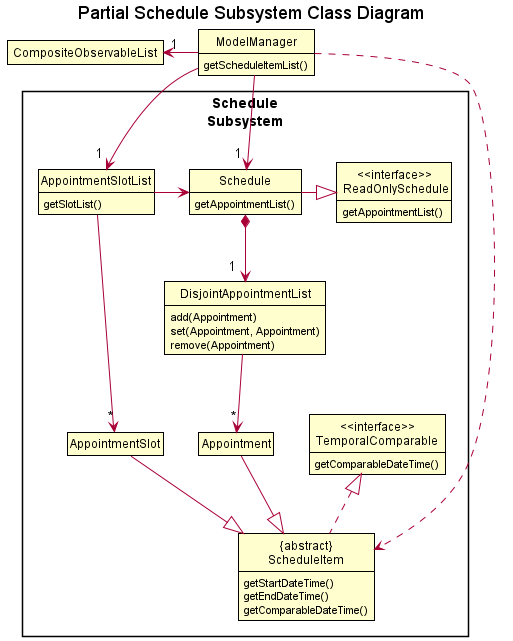 Partial Schedule Subsystem Class Diagram
CompositeObservableList
1
ModelManager
getScheduleItemList()
Schedule
Subsystem
1
1
AppointmentSlotList
getSlotList()
Schedule
getAppointmentList()
<<interface>>
ReadOnlySchedule
getAppointmentList()
1
DisjointAppointmentList
add(Appointment)
set(Appointment, Appointment)
remove(Appointment)
*
*
AppointmentSlot
Appointment
<<interface>>
TemporalComparable
getComparableDateTime()
{abstract}
ScheduleItem
getStartDateTime()
getEndDateTime()
getComparableDateTime()